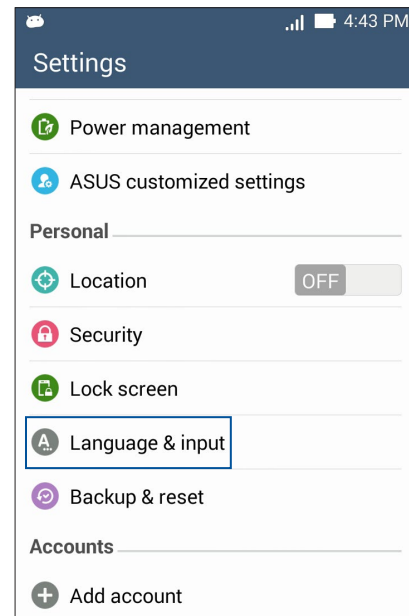 4:43 PM
Settings
Power management
ASUS customized settings
Personal
Location OFF
Security
Lock screen
A... Language & input
Backup & reset
Accounts
Add account